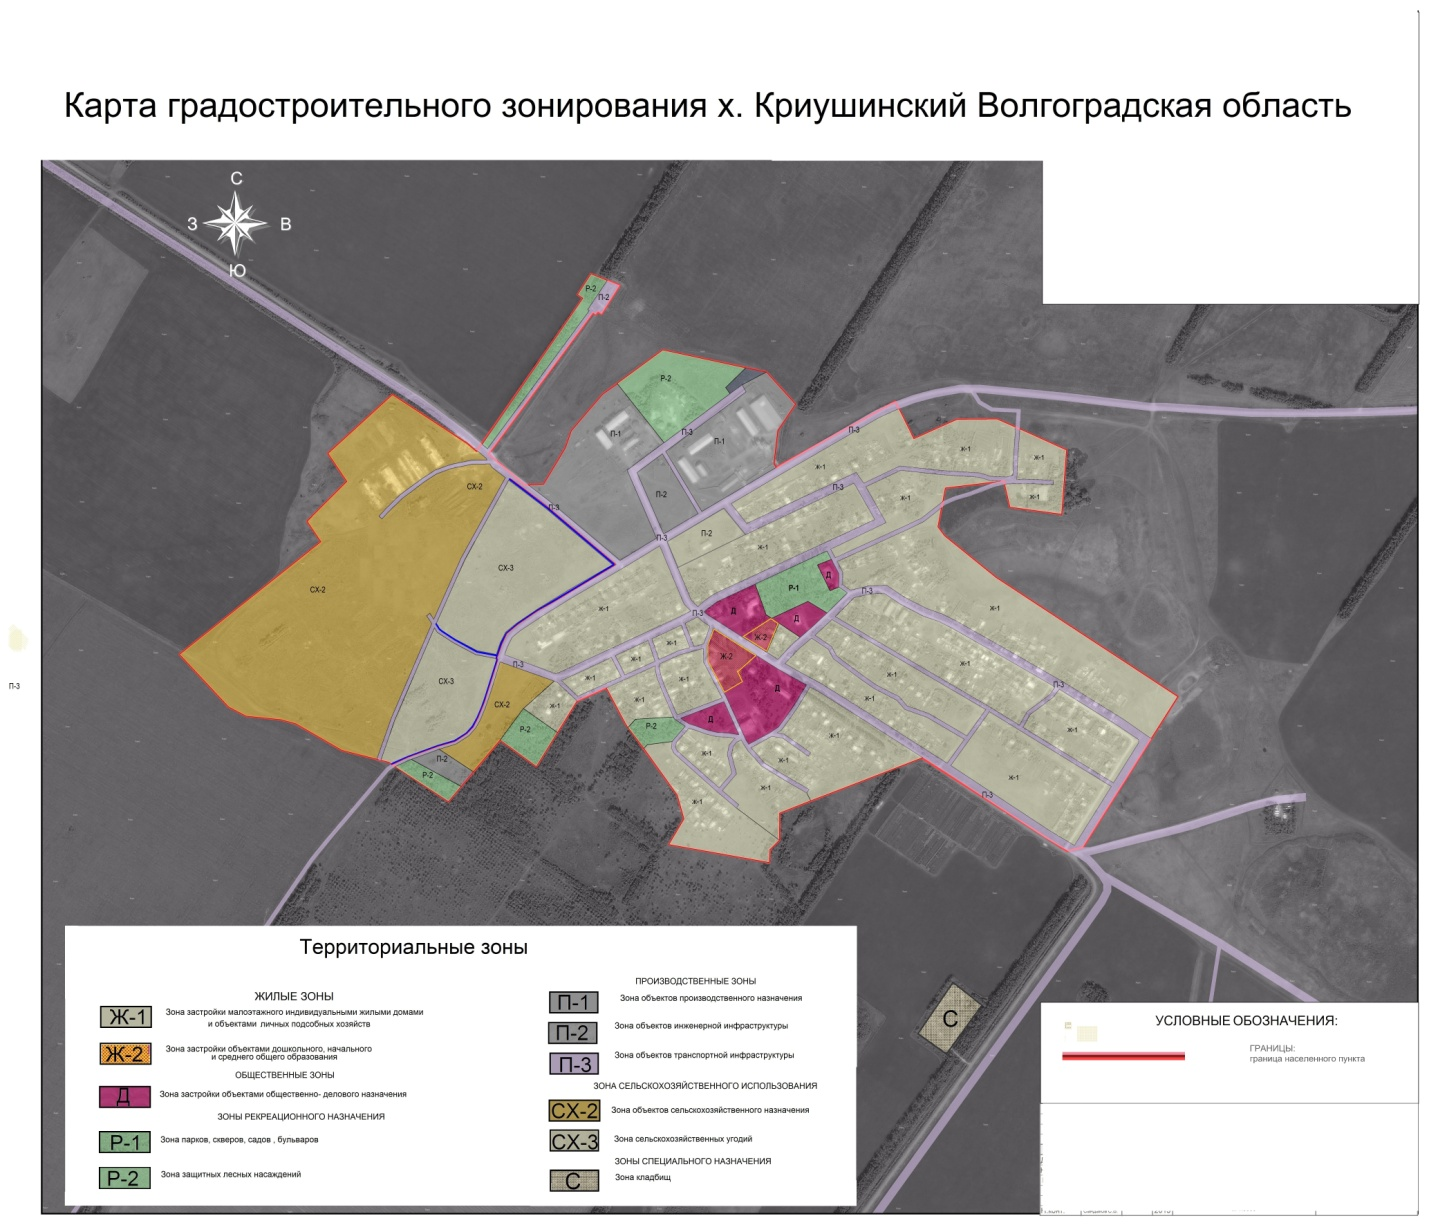 Карта градостроительного зонирования х. Криушинский Волгоградская область
С
З
В
Ю
Р-2
П-2
Р-2
П-3
П-1
П-1
П-3
Ж-1
Ж-1
Ж-1
СХ-2
П-3
П-2
П-3
Ж-1
Ж-1
П-3
П-2
Ж-1
СХ-3
СХ-2
Р-1
Д
П-3
Ж-1
П-3
Д
Д
Ж-1
Ж-2
Ж-1
Ж-1
Ж-2
П-3
Ж-1
Ж-1
Ж-1
СХ-3
П-3
П-3
Д
Ж-1
Ж-1
Ж-1
Ж-1
СХ-2
Р-2
Д
Р-2
Ж-1
Ж-1
Ж-1
Ж-1
П-2
Р-2
Ж-1
Ж-1
П-3
Ж-1
С
Территориальные зоны
ЖИЛЫЕ ЗОНЫ
Ж-1
Зона застройки малоэтажного индивидуальными жилыми домами
и объектами личных подсобных хозяйств
Ж-2
Зона застройки объектами дошкольного, начального
и среднего общего образования
ОБЩЕСТВЕННЫЕ ЗОНЫ
Д
Зона застройки объектами общественно- делового назначения
ЗОНЫ РЕКРЕАЦИОННОГО НАЗНАЧЕНИЯ
Р-1
Зона парков, скверов, садов , бульваров
Р-2
Зона защитных лесных насаждений
ПРОИЗВОДСТВЕННЫЕ ЗОНЫ
П-1
Зона объектов производственного назначения
П-2
Зона объектов инженерной инфраструктуры
П-3
Зона объектов транспортной инфраструктуры
ЗОНА СЕЛЬСКОХОЗЯЙСТВЕННОГО ИСПОЛЬЗОВАНИЯ
СХ-2
Зона объектов сельскохозяйственного назначения
СХ-3
Зона сельскохозяйственных угодий
ЗОНЫ СПЕЦИАЛЬНОГО НАЗНАЧЕНИЯ
С
Зона кладбищ
УСЛОВНЫЕ ОБОЗНАЧЕНИЯ:
ГРАНИЦЫ:
граница населенного пункта